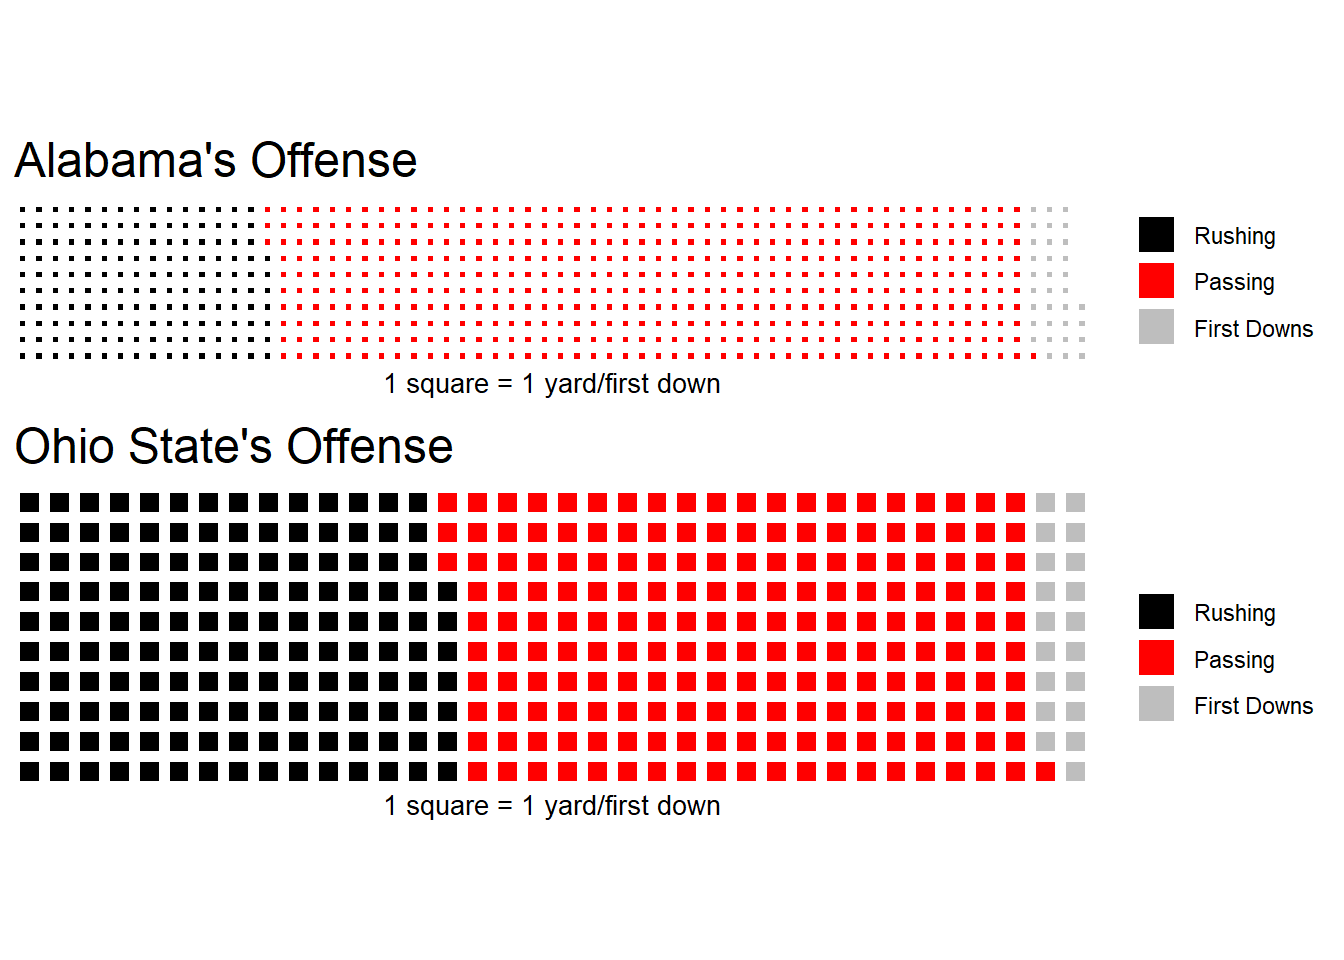 Alabama's Offense
Rushing
Passing
First Downs
1 square = 1 yard/first down
Ohio State's Offense
Rushing
Passing
First Downs
1 square = 1 yard/first down